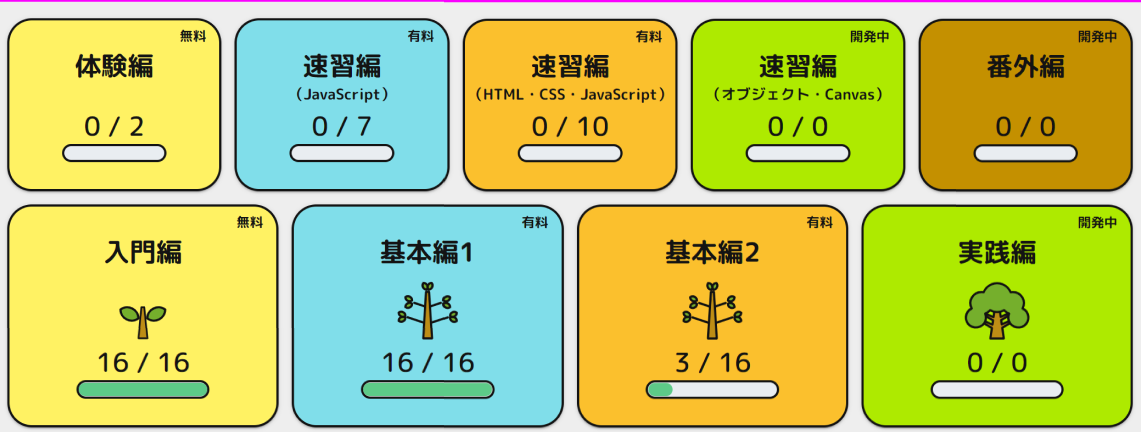 無料
体験編
0 / 2
有料
速習編
（JavaScript）
0 / 7
有料
速習編
（HTML・CSS・JavaScript）
0 / 10
開発中
速習編
（オブジェクト・Canvas）
0 / 0
開発中
番外編
0 / 0
無料
入門編
16 / 16
有料
基本編1
16 / 16
有料
基本編2
3 / 16
開発中
実践編
0 / 0